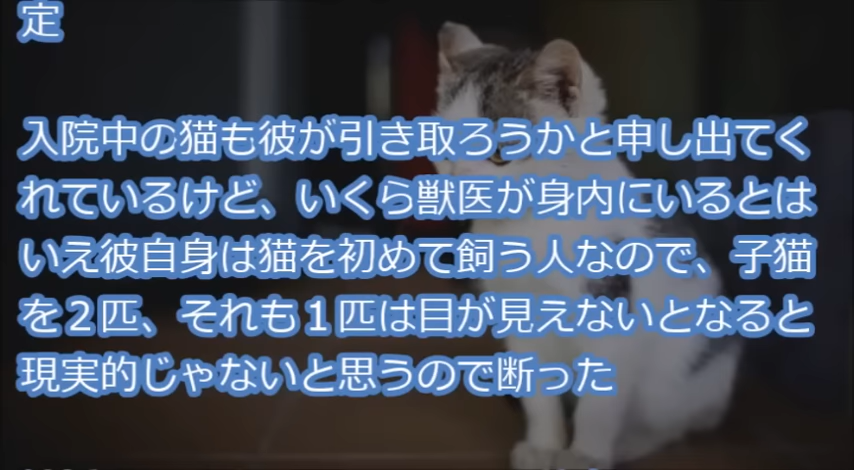 定
入院中の猫も彼が引き取ろうかと申し出てく
れているけど、いくら獣医が身内にいるとは
いえ彼自身は猫を初めて飼う人なので、子猫
を２匹、それも１匹は目が見えないとなると
現実的じゃないと思うので断った